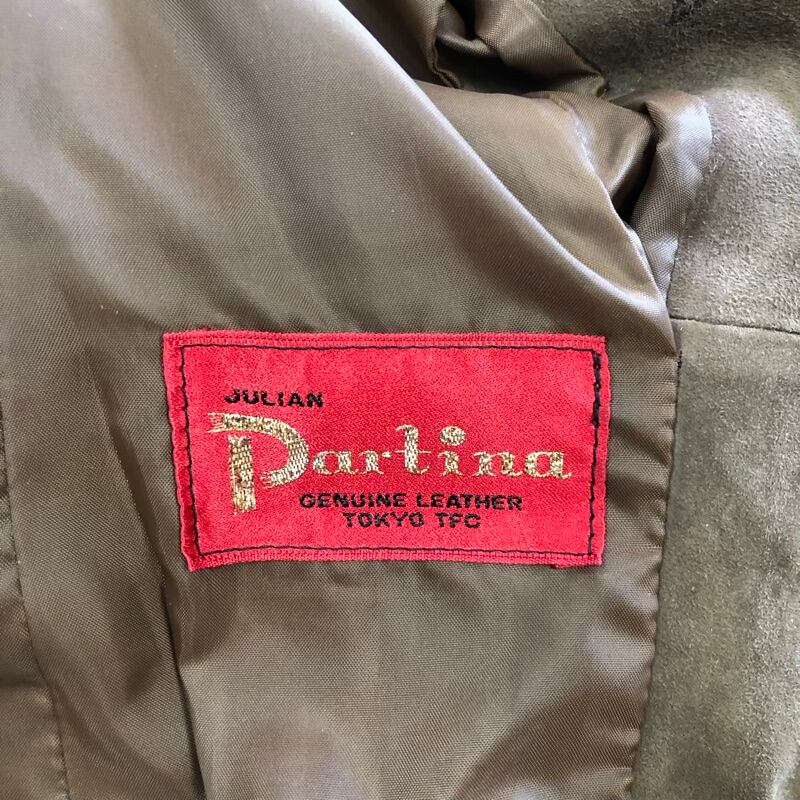 JULIAN
Partina
GENUINE LEATHER
TOKYO TFC